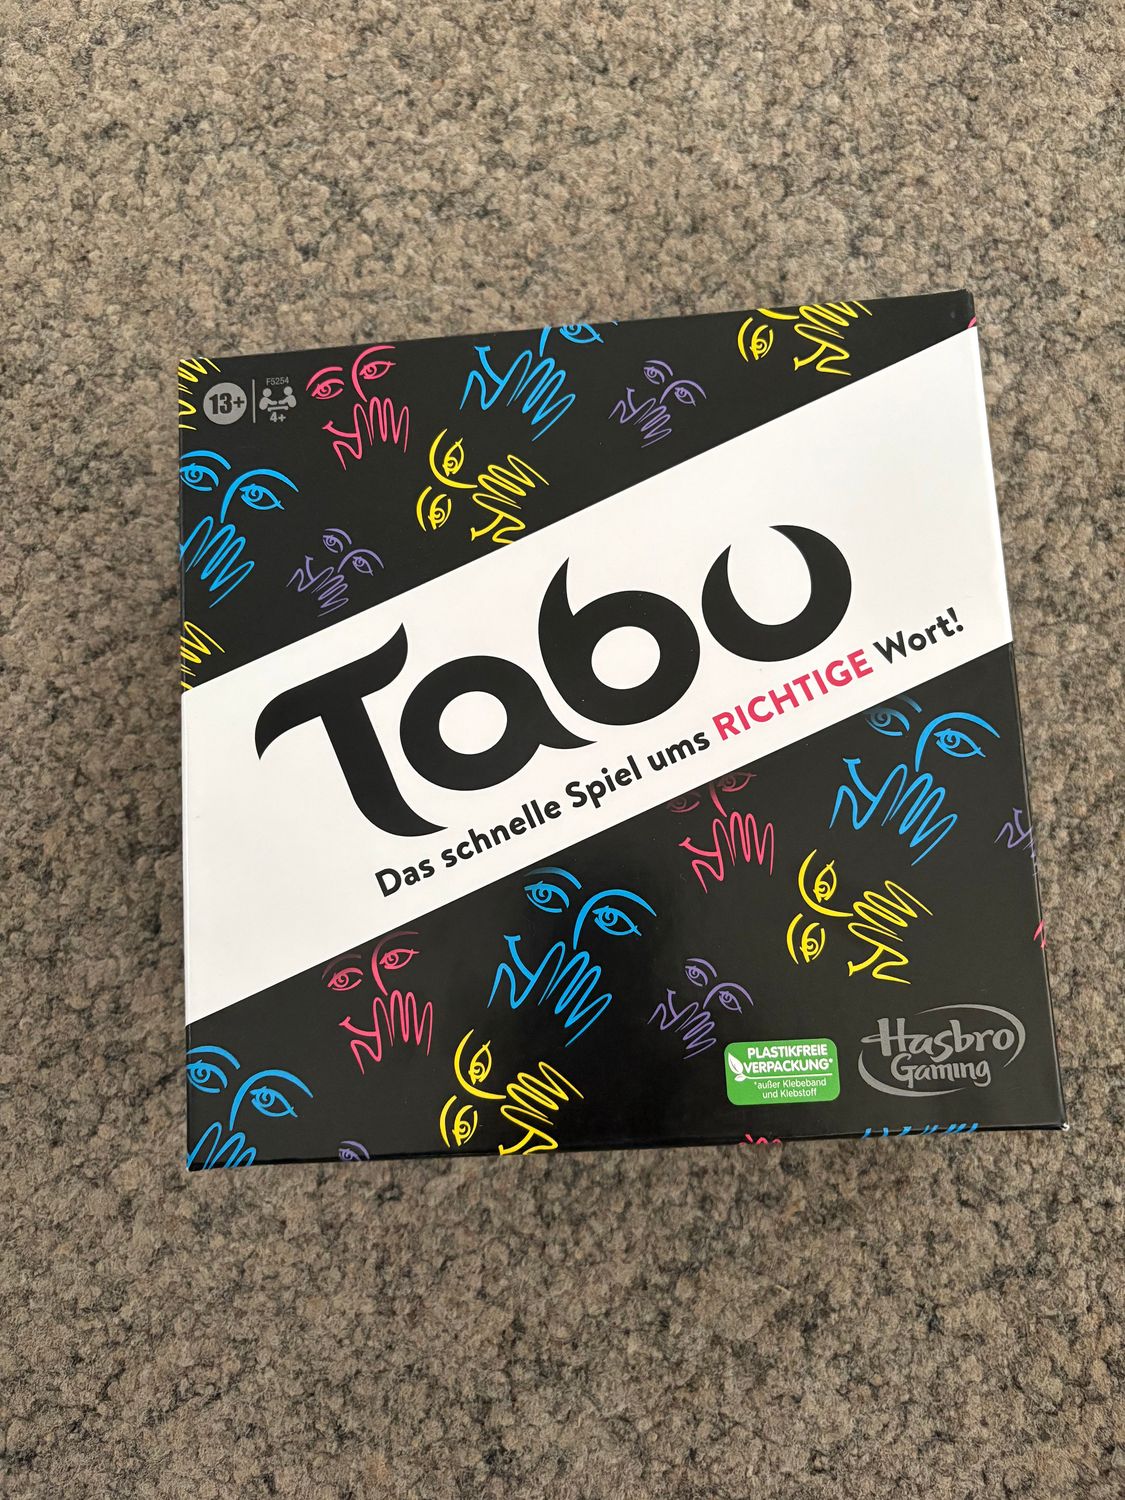 13+
F5254
4+
Tabu
Das schnelle Spiel ums RICHTIGE Wort!
PLASTIKFREIE
VERPACKUNG*
*außer Klebeband
und Klebstoff
Hasbro
Gaming